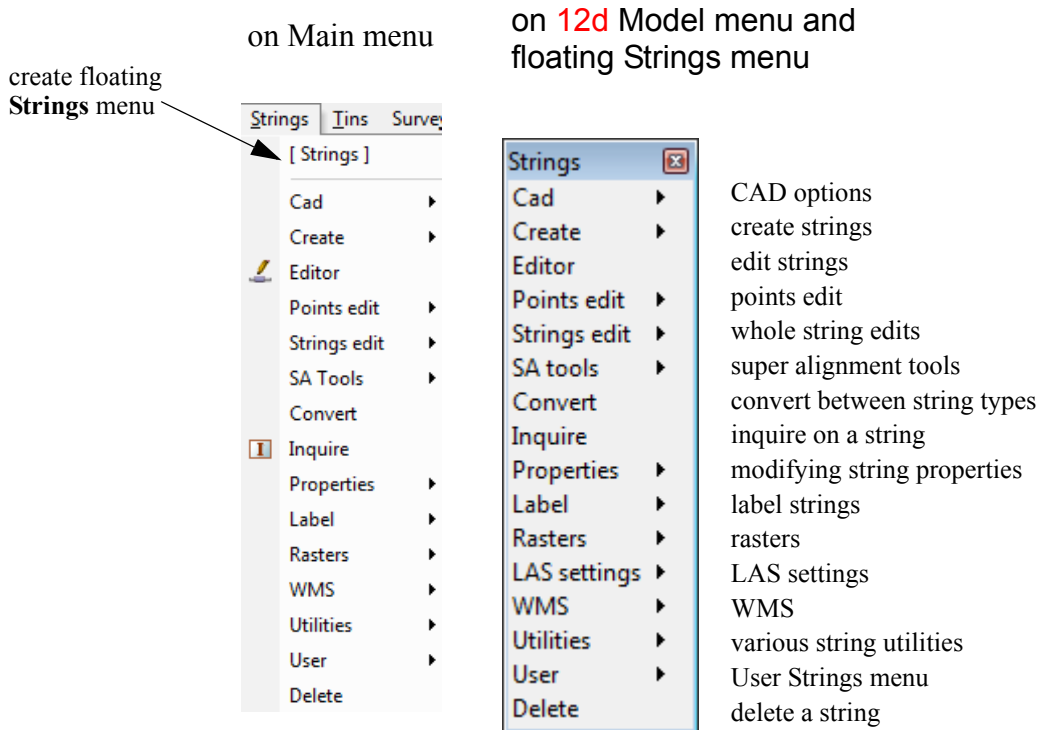 on Main menu
on 12d Model menu and
floating Strings menu
create floating
Strings menu
Strings Tins Survey
[ Strings ]
Cad
Create
Editor
Points edit
Strings edit
SA Tools
Convert
Inquire
Properties
Label
Rasters
WMS
Utilities
User
Delete
Strings
Cad
Create
Editor
Points edit
Strings edit
SA tools
Convert
Inquire
Properties
Label
Rasters
LAS settings
WMS
Utilities
User
Delete
CAD options
create strings
edit strings
points edit
whole string edits
super alignment tools
convert between string types
inquire on a string
modifying string properties
label strings
rasters
LAS settings
WMS
various string utilities
User Strings menu
delete a string